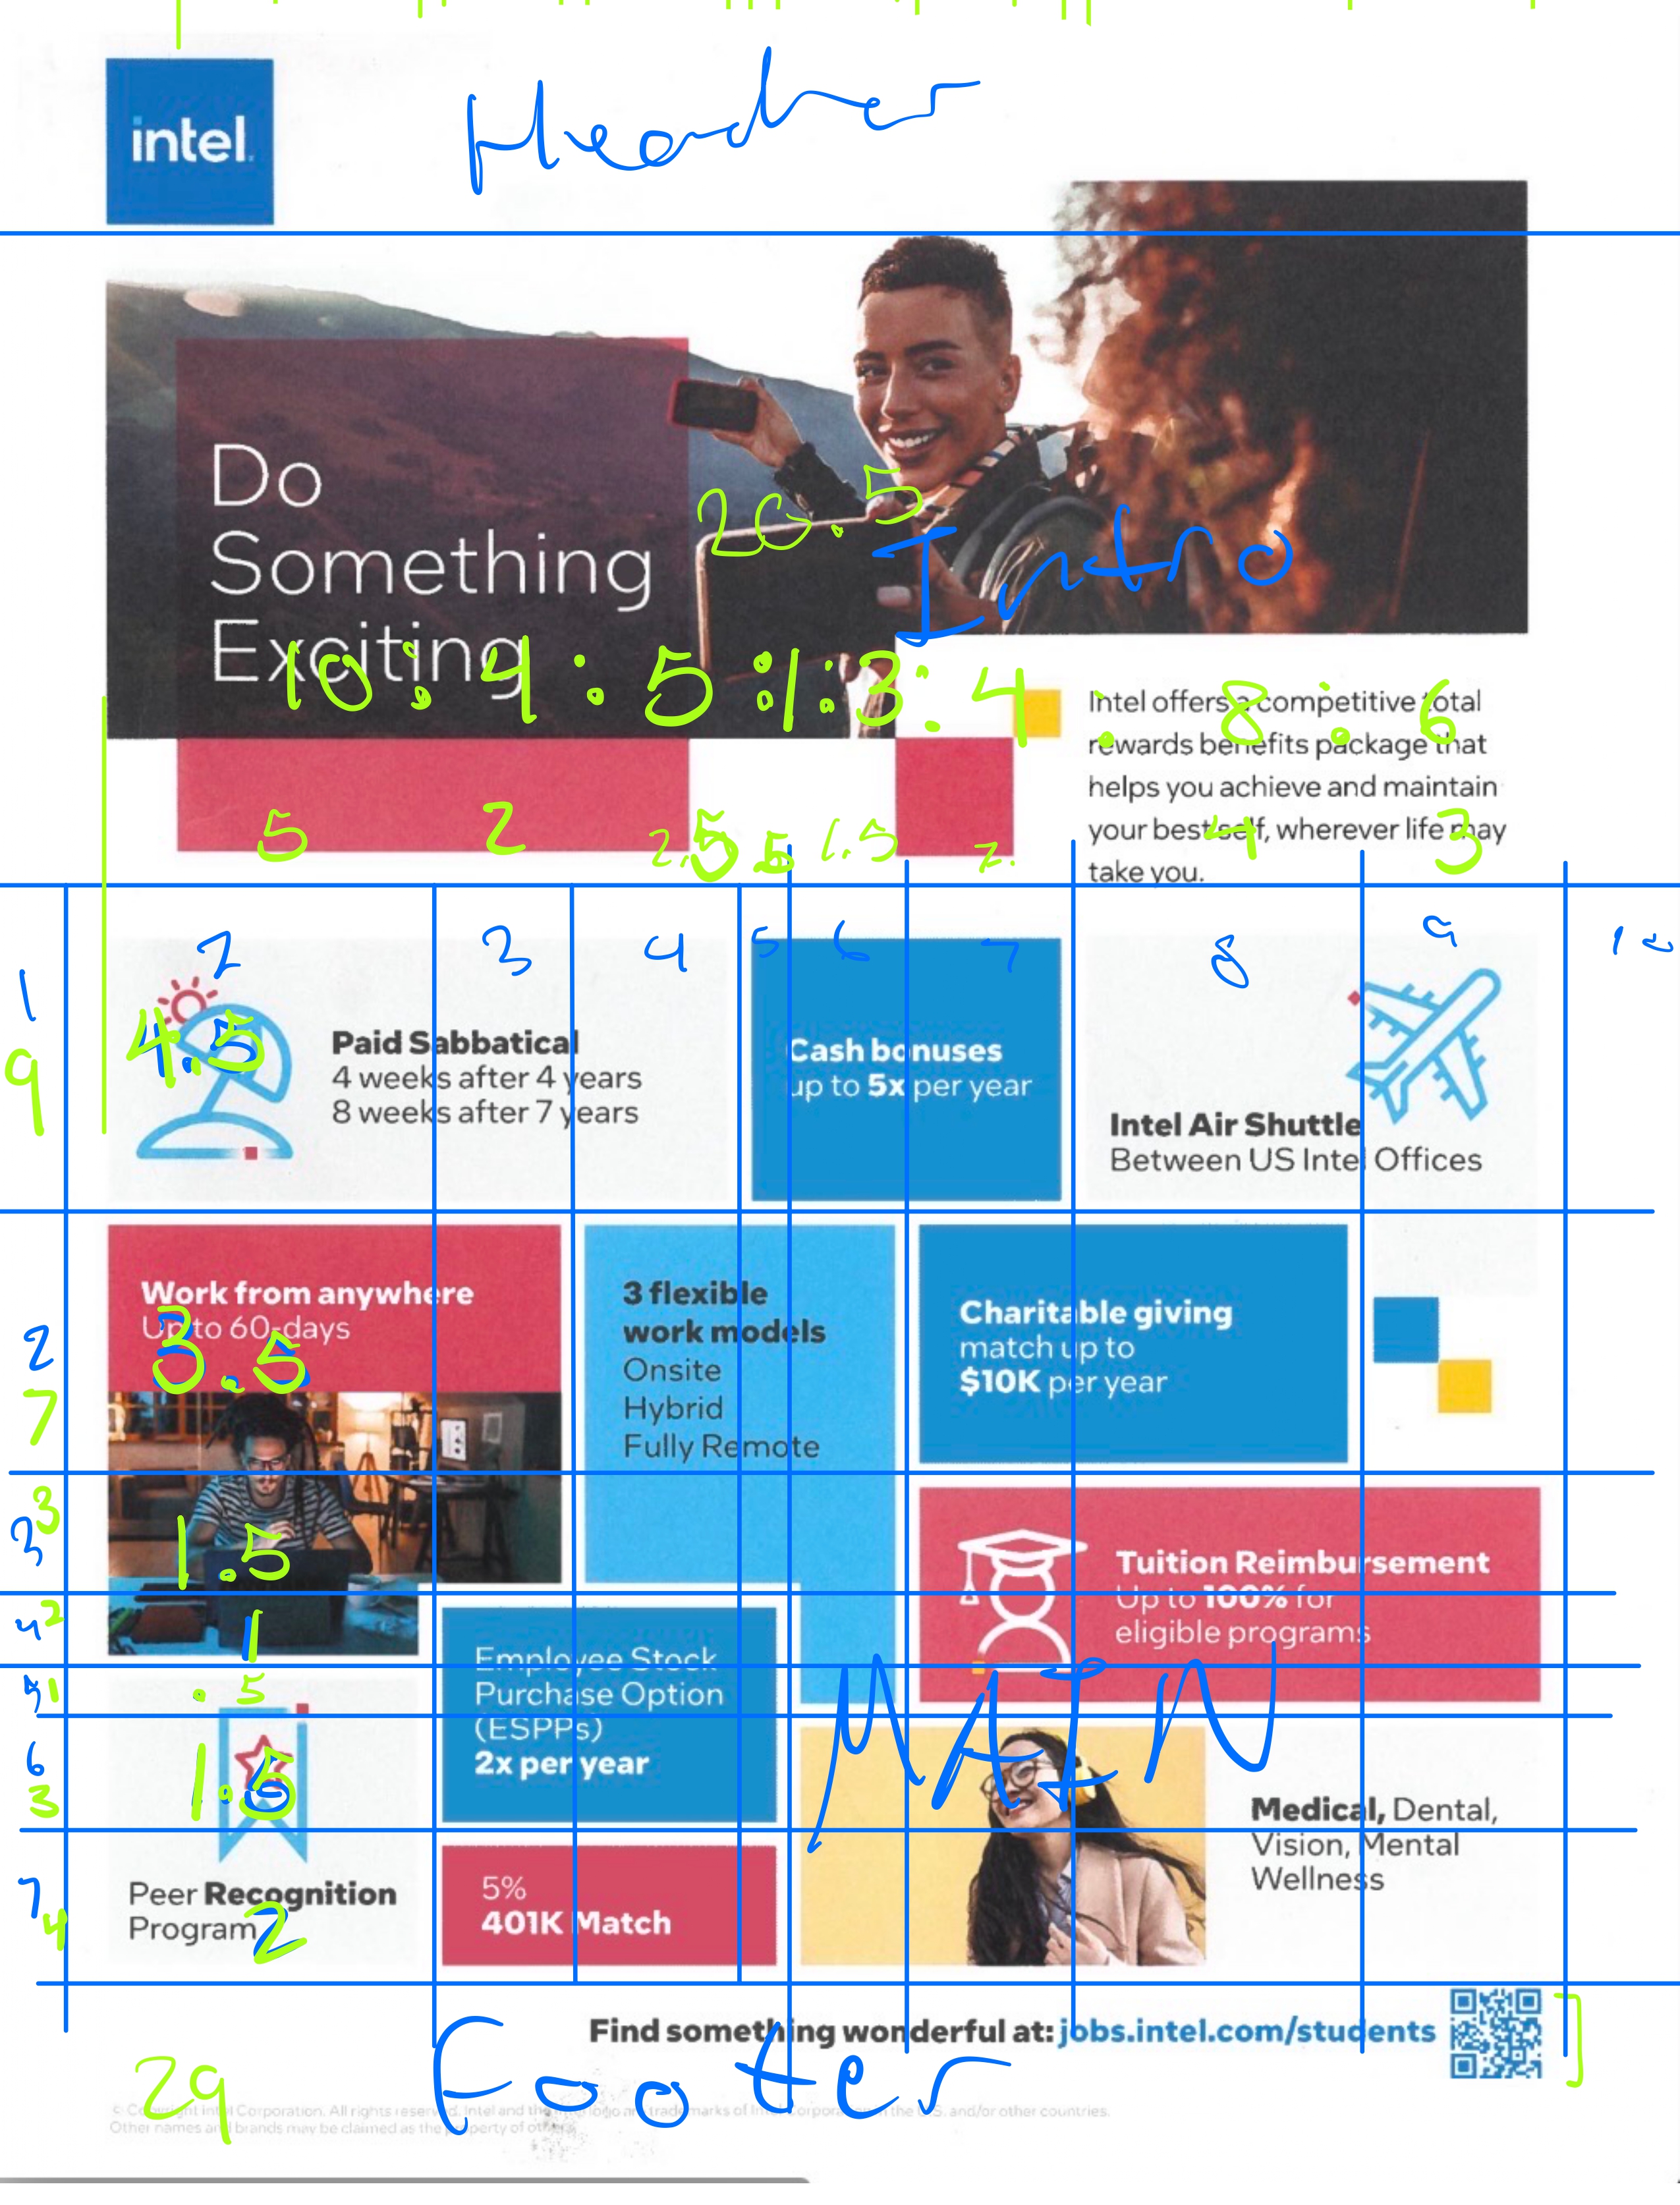 Header
intel.
Do
Something
Exciting
20.5
Intro
10 : 4 : 5 : 1 : 3 : 4 : 8 : 6
Intel offers a competitive total
rewards benefits package that
helps you achieve and maintain
your best self, wherever life may
take you.
5 2 2.5 .5 1.5 2. 4 3
2 3 4 5 6 7 8 9 10
1
9
4.5
Paid Sabbatical
4 weeks after 4 years
8 weeks after 7 years
Cash bonuses
up to 5x per year
Intel Air Shuttle
Between US Intel Offices
2
7
3.5
Work from anywhere
Up to 60-days
3 flexible
work models
Onsite
Hybrid
Fully Remote
Charitable giving
match up to
$10K per year
3
3
1.5
Tuition Reimbursement
Up to 100% for
eligible programs
4 2
1
5 1
.5
Employee Stock
Purchase Option
(ESPPs)
2x per year
MAIN
6
3
1.5
Medical, Dental,
Vision, Mental
Wellness
7
4
Peer Recognition
Program
2
5%
401K Match
Find something wonderful at: jobs.intel.com/students
29
Footer
© Copyright Intel Corporation. All rights reserved. Intel and the Intel logo are trademarks of Intel Corporation in the U.S. and/or other countries.
Other names and brands may be claimed as the property of others.